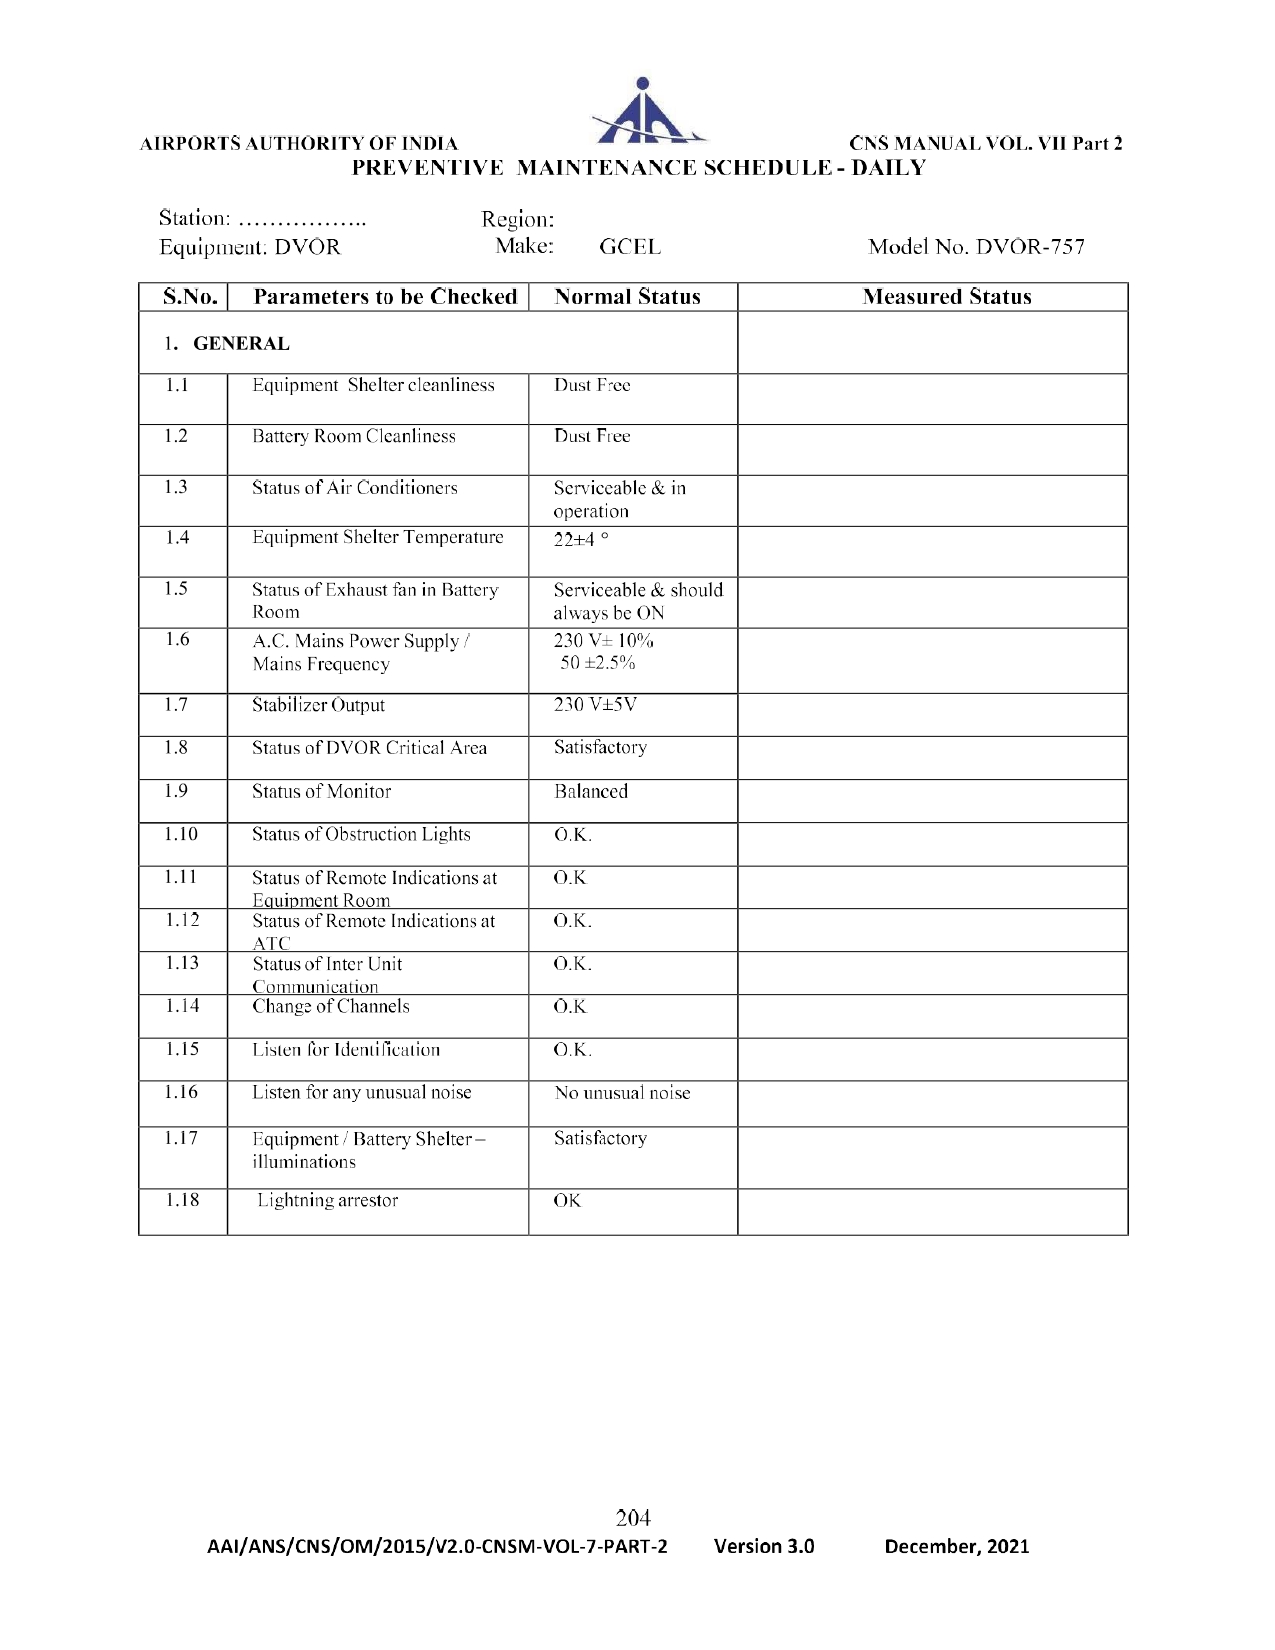 AIRPORTS AUTHORITY OF INDIA CNS MANUAL VOL. VII Part 2
PREVENTIVE MAINTENANCE SCHEDULE - DAILY
Station: ................. Region:
Equipment: DVOR Make: GCEL Model No. DVOR-757
S.No. Parameters to be Checked Normal Status Measured Status
1. GENERAL
1.1 Equipment Shelter cleanliness Dust Free
1.2 Battery Room Cleanliness Dust Free
1.3 Status of Air Conditioners Serviceable & in
operation
1.4 Equipment Shelter Temperature 22±4 °
1.5 Status of Exhaust fan in Battery Serviceable & should
Room always be ON
1.6 A.C. Mains Power Supply / 230 V± 10%
Mains Frequency 50 ±2.5%
1.7 Stabilizer Output 230 V±5V
1.8 Status of DVOR Critical Area Satisfactory
1.9 Status of Monitor Balanced
1.10 Status of Obstruction Lights O.K.
1.11 Status of Remote Indications at O.K
Equipment Room
1.12 Status of Remote Indications at O.K.
ATC
1.13 Status of Inter Unit O.K.
Communication
1.14 Change of Channels O.K
1.15 Listen for Identification O.K.
1.16 Listen for any unusual noise No unusual noise
1.17 Equipment / Battery Shelter – Satisfactory
illuminations
1.18 Lightning arrestor OK
204
AAI/ANS/CNS/OM/2015/V2.0-CNSM-VOL-7-PART-2 Version 3.0 December, 2021